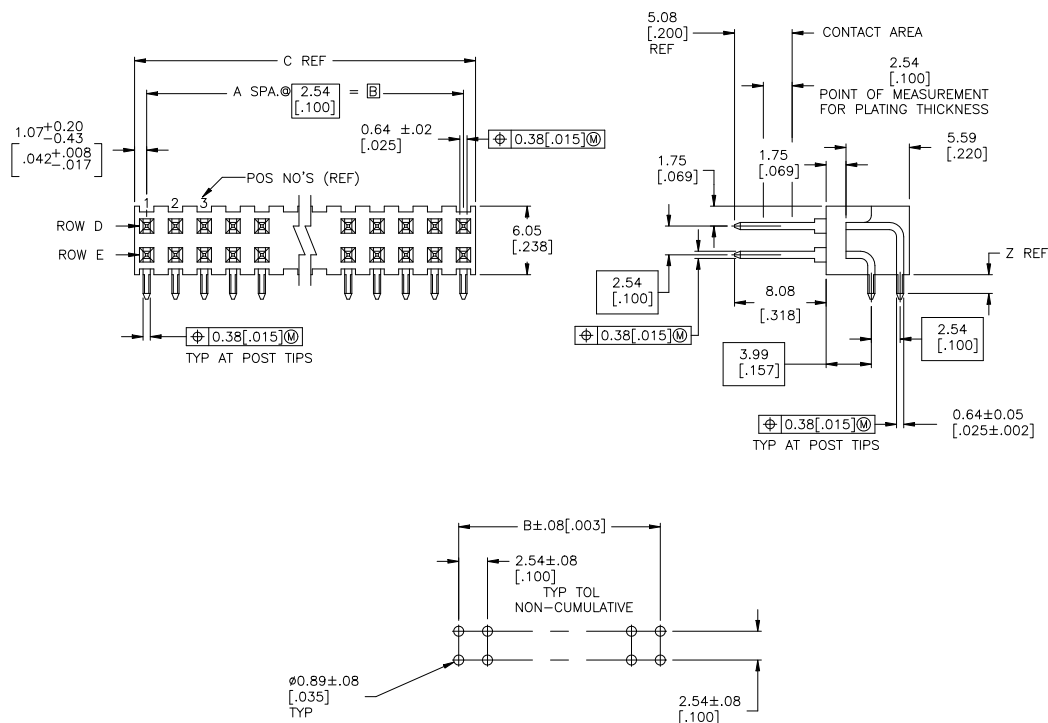 C REF
A SPA.@ 2.54 = B
[.100]
1.07+0.20
-0.43
[.042+.008
-.017]
0.64 ±.02
[.025]
⌖ 0.38[.015]Ⓜ
POS NO'S (REF)
1 2 3
ROW D
ROW E
6.05
[.238]
⌖ 0.38[.015]Ⓜ
TYP AT POST TIPS
5.08
[.200]
REF
CONTACT AREA
2.54
[.100]
POINT OF MEASUREMENT
FOR PLATING THICKNESS
1.75
[.069]
1.75
[.069]
5.59
[.220]
Z REF
2.54
[.100]
8.08
[.318]
⌖ 0.38[.015]Ⓜ
2.54
[.100]
3.99
[.157]
⌖ 0.38[.015]Ⓜ
TYP AT POST TIPS
0.64±0.05
[.025±.002]
B±.08[.003]
2.54±.08
[.100]
TYP TOL
NON-CUMULATIVE
ø0.89±.08
[.035]
TYP
2.54±.08
[.100]